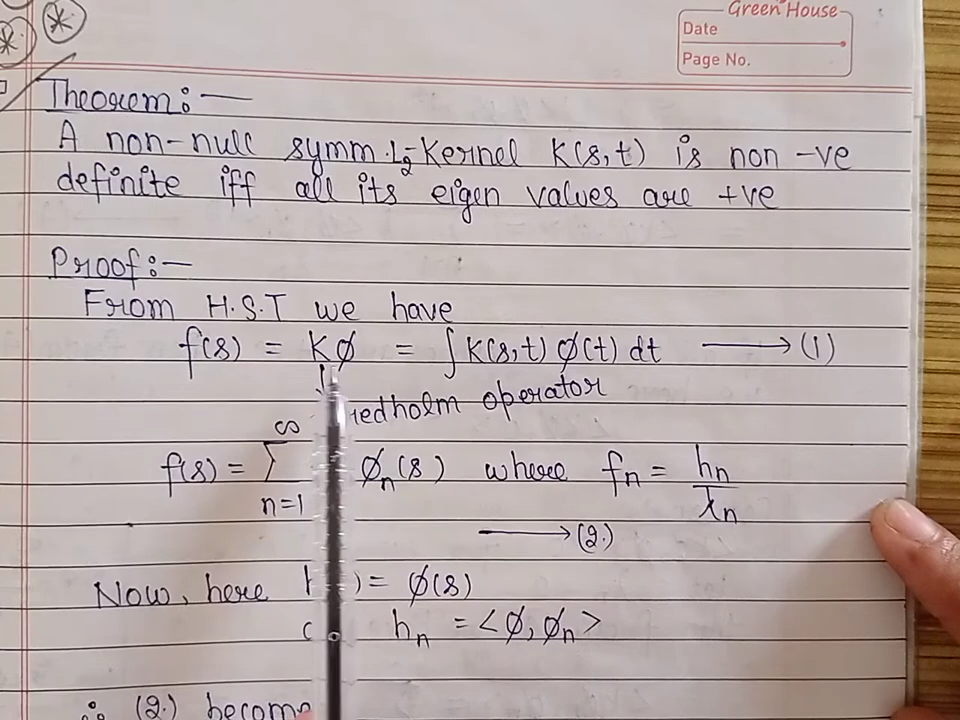 Green House
Date
Page No.
Theorem :—
A non-null symm. L₂-Kernel K(s,t) is non -ve
definite iff all its eigen values are +ve
Proof :—
From H.S.T we have
f(s) = Kϕ = ∫ K(s,t) ϕ(t) dt ⟶ (1)
operator
f(s) = ∞ Σ n=1 ϕn(s) where fn = hn/λn
⟶ (2.)
Now, here ) = ϕ(s)
hn = <ϕ, ϕn>
∴ (2.)